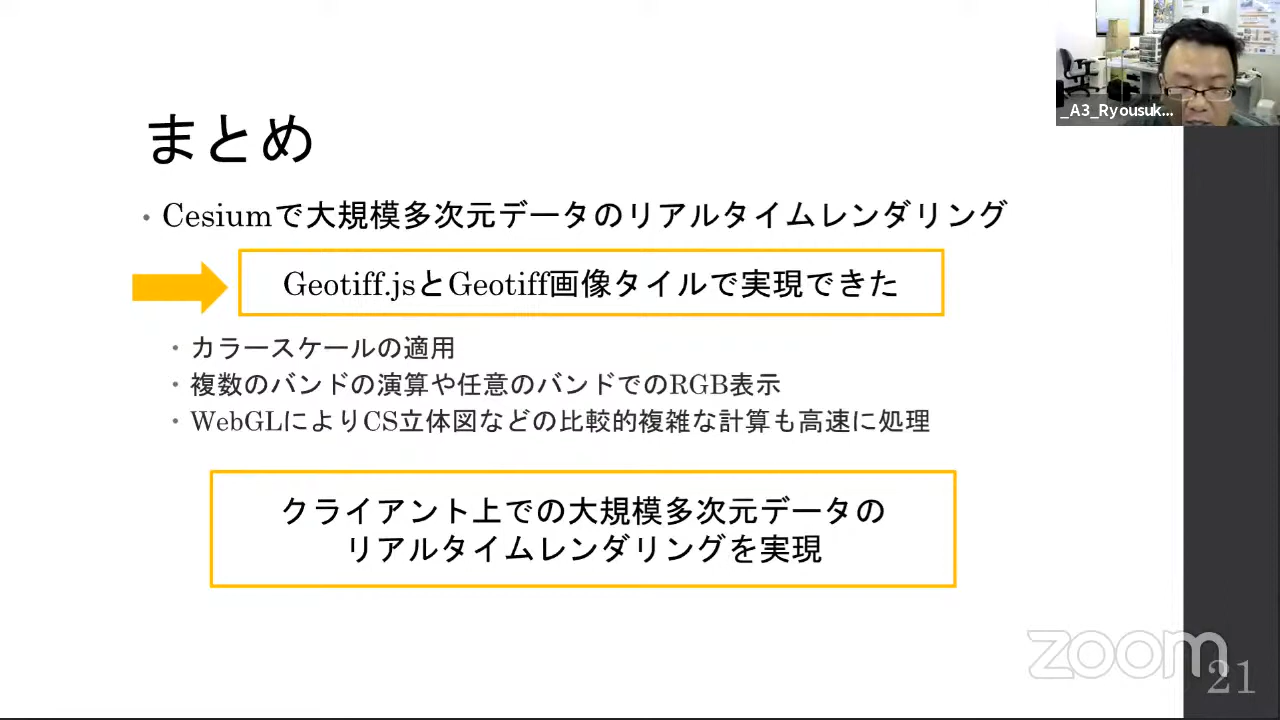 まとめ
• Cesiumで大規模多次元データのリアルタイムレンダリング
Geotiff.jsとGeotiff画像タイルで実現できた
• カラースケールの適用
• 複数のバンドの演算や任意のバンドでのRGB表示
• WebGLによりCS立体図などの比較的複雑な計算も高速に処理
クライアント上での大規模多次元データの
リアルタイムレンダリングを実現
_A3_Ryousuk...
zoom
21